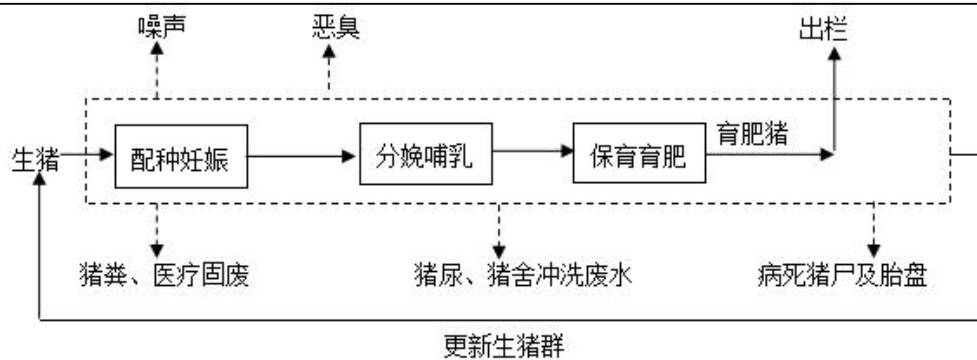 噪声
恶臭
出栏
生猪
配种妊娠
分娩哺乳
保育育肥
育肥猪
猪粪、医疗固废
猪尿、猪舍冲洗废水
病死猪尸及胎盘
更新生猪群